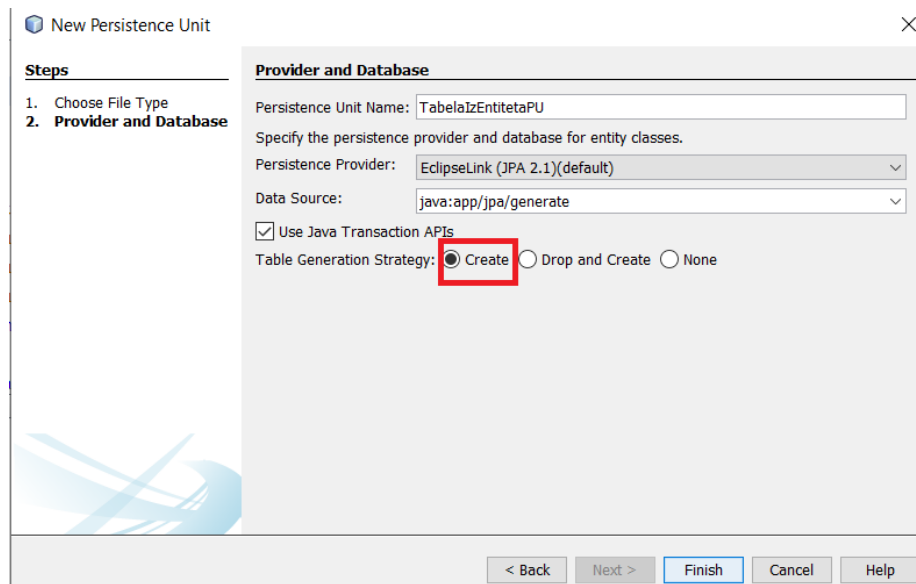 New Persistence Unit
Steps
1. Choose File Type
2. Provider and Database
Provider and Database
Persistence Unit Name: TabelaIzEntitetaPU
Specify the persistence provider and database for entity classes.
Persistence Provider: EclipseLink (JPA 2.1)(default)
Data Source: java:app/jpa/generate
Use Java Transaction APIs
Table Generation Strategy: Create Drop and Create None
< Back Next > Finish Cancel Help